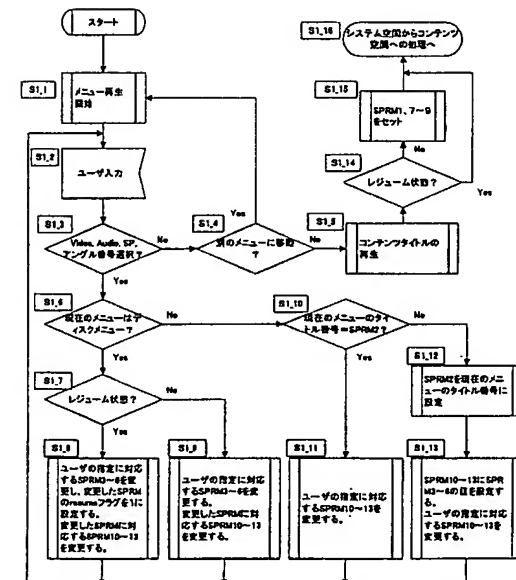 スタート
S1_1
メニュー再生
開始
S1_2
ユーザ入力
S1_3
Video, Audio, SP,
アングル番号選択?
No
Yes
S1_4
別のメニューに移動
?
Yes
No
S1_5
コンテンツタイトルの
再生
S1_14
レジューム状態?
Yes
No
S1_15
SPRM1、7~9
をセット
S1_16
システム空間からコンテンツ
空間への処理へ
S1_6
現在のメニューはデ
ィスクメニュー?
No
Yes
S1_7
レジューム状態?
No
Yes
S1_10
現在のメニューのタイ
トル番号=SPRM2?
No
Yes
S1_12
SPRM2を現在のメニ
ューのタイトル番号に
設定
S1_8
ユーザの指定に対応
するSPRM3~6を変
更し、変更したSPRM
のresumeフラグを1に
設定する。
変更したSPRMに対
応するSPRM10~13
を変更する。
S1_9
ユーザの指定に対応
するSPRM3~6を変
更する。
変更したSPRMに対
応するSPRM10~13
を変更する。
S1_11
ユーザの指定に対応
するSPRM10~13を
変更する。
S1_13
SPRM10~13にSPR
M3~6の値を設定す
る。
ユーザの指定に対応
するSPRM10~13を
変更する。